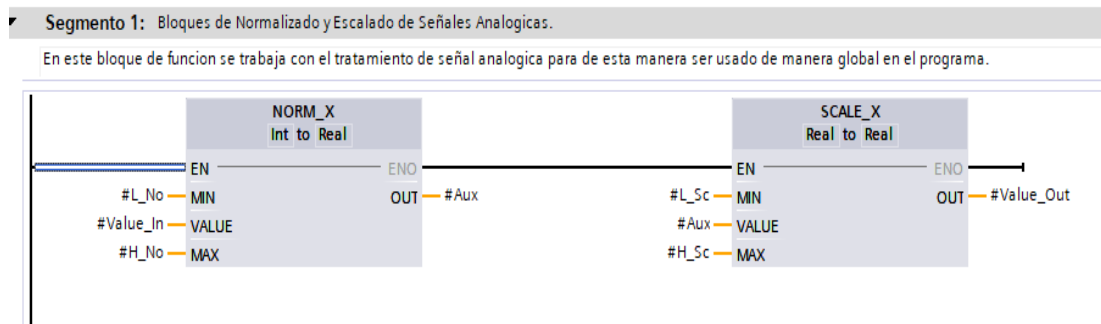 Segmento 1: Bloques de Normalizado y Escalado de Señales Analogicas.
En este bloque de funcion se trabaja con el tratamiento de señal analogica para de esta manera ser usado de manera global en el programa.
NORM_X
Int to Real
EN
ENO
#L_No
MIN
OUT
#Aux
#Value_In
VALUE
#H_No
MAX
SCALE_X
Real to Real
EN
ENO
#L_Sc
MIN
OUT
#Value_Out
#Aux
VALUE
#H_Sc
MAX